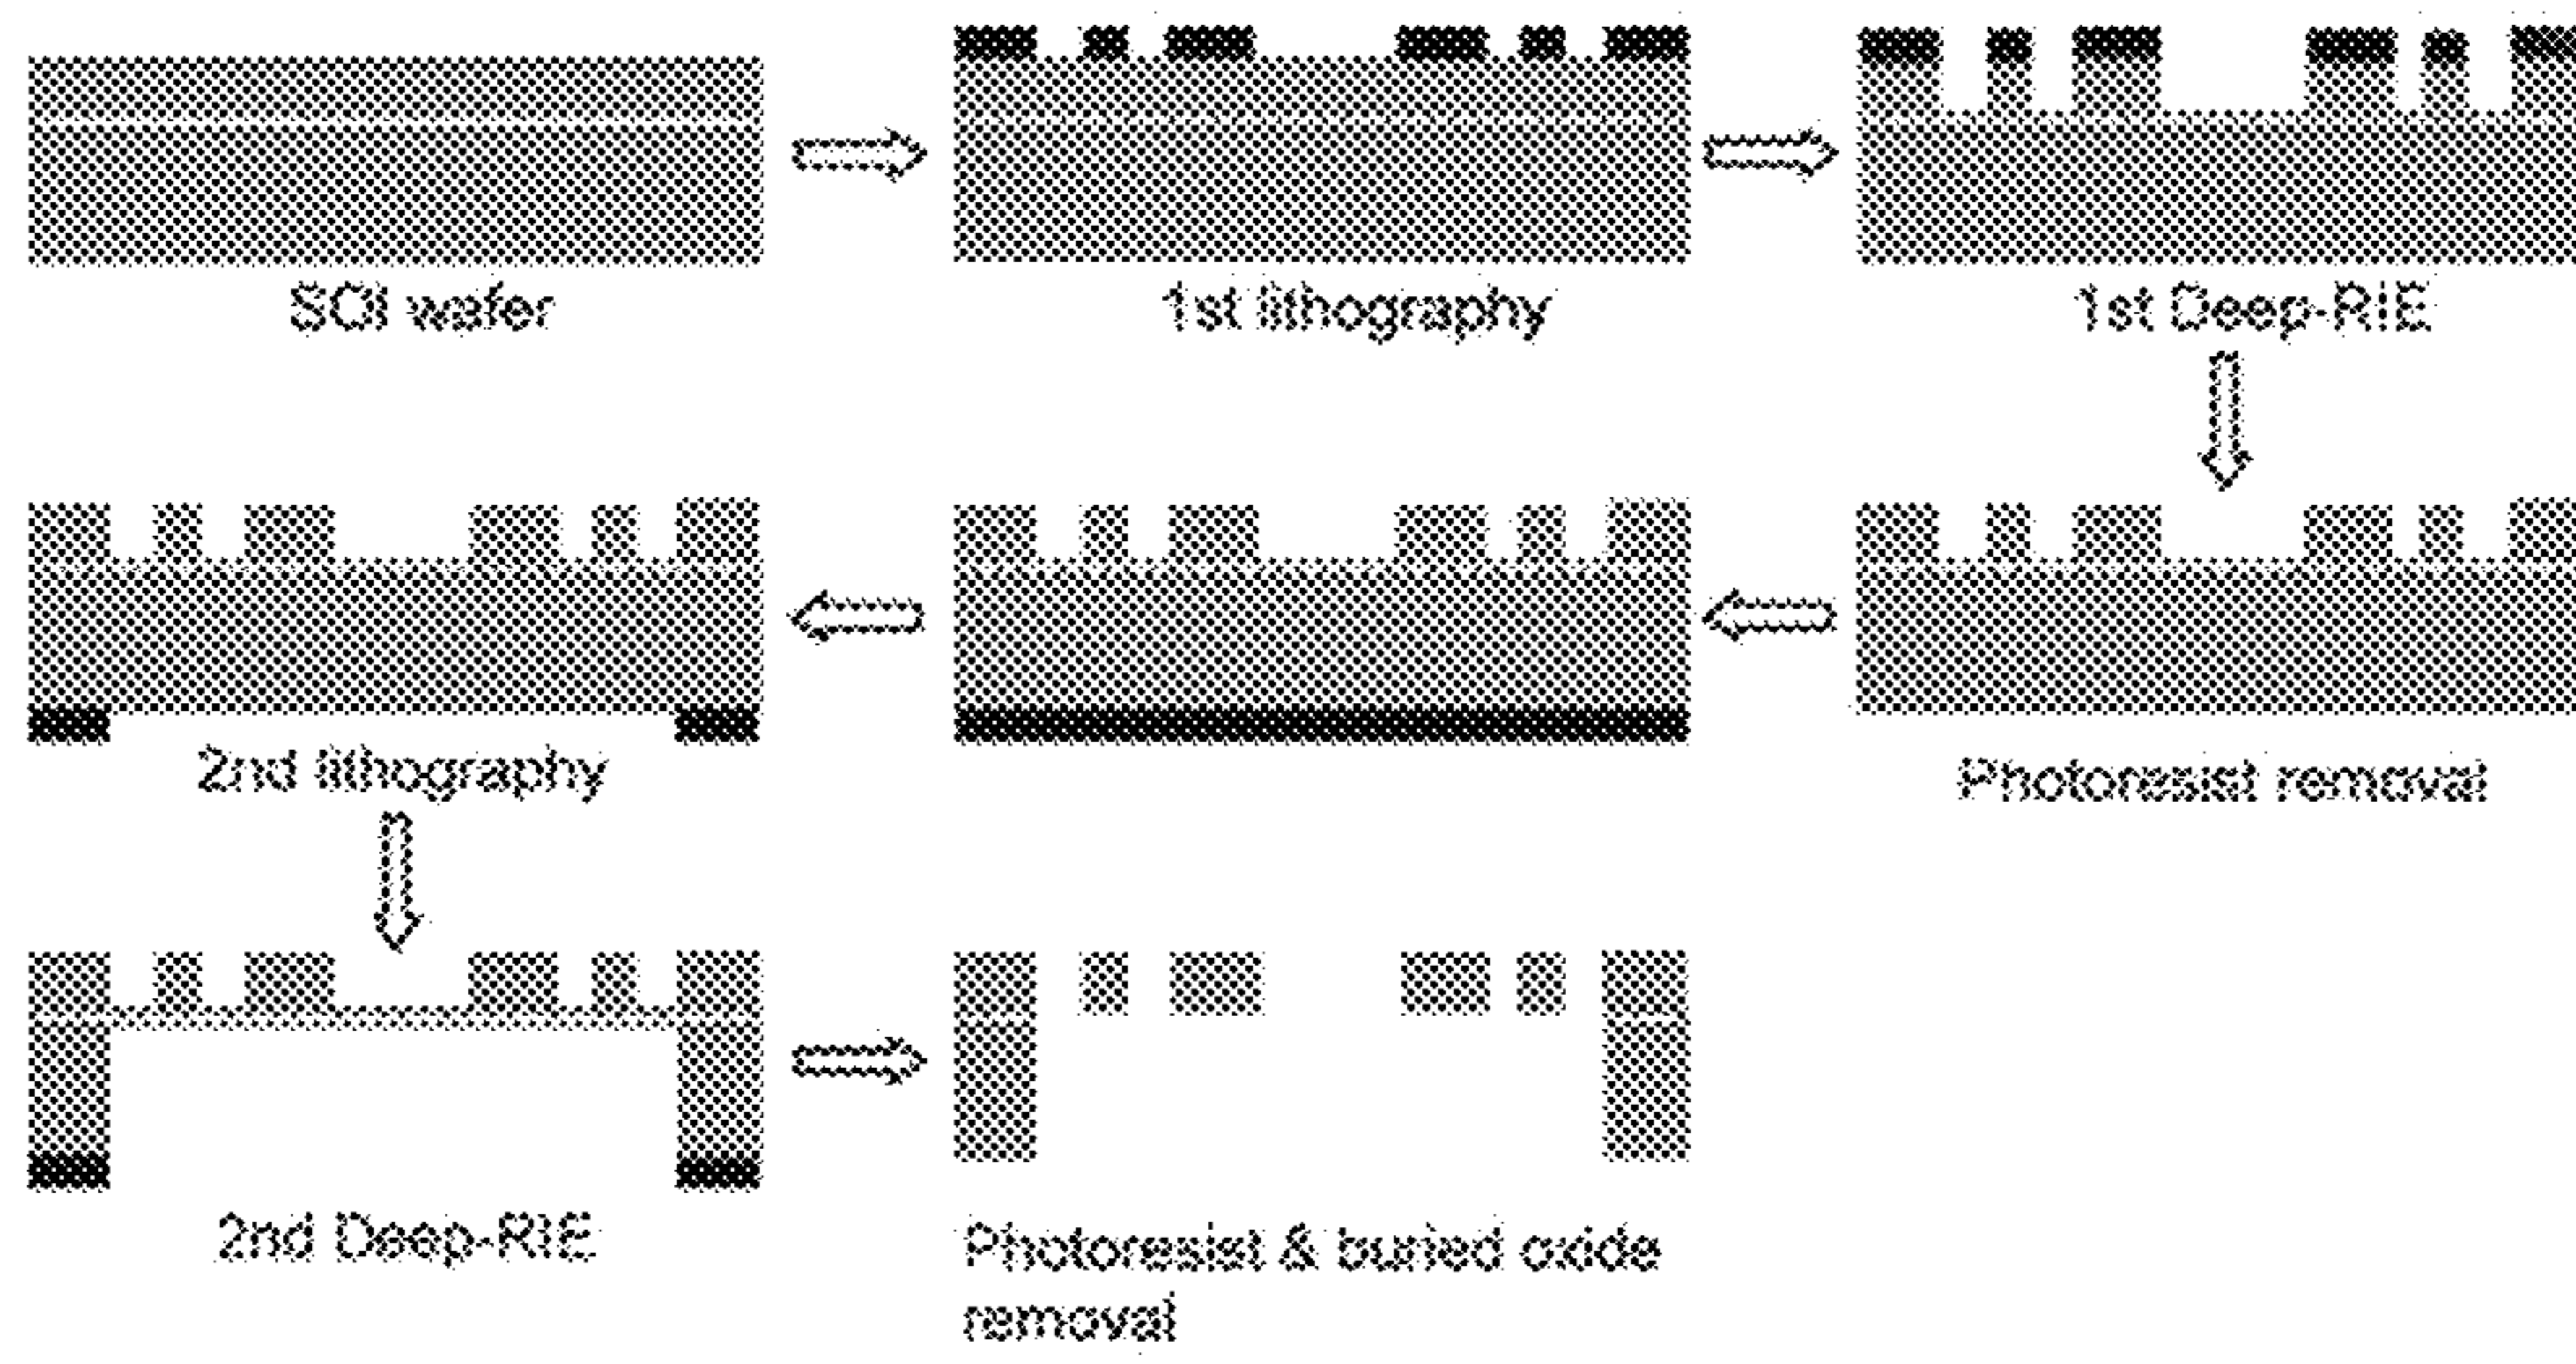 SOI wafer
1st lithography
1st Deep-RIE
Photoresist removal
2nd lithography
2nd Deep-RIE
Photoresist & buried oxide
removal